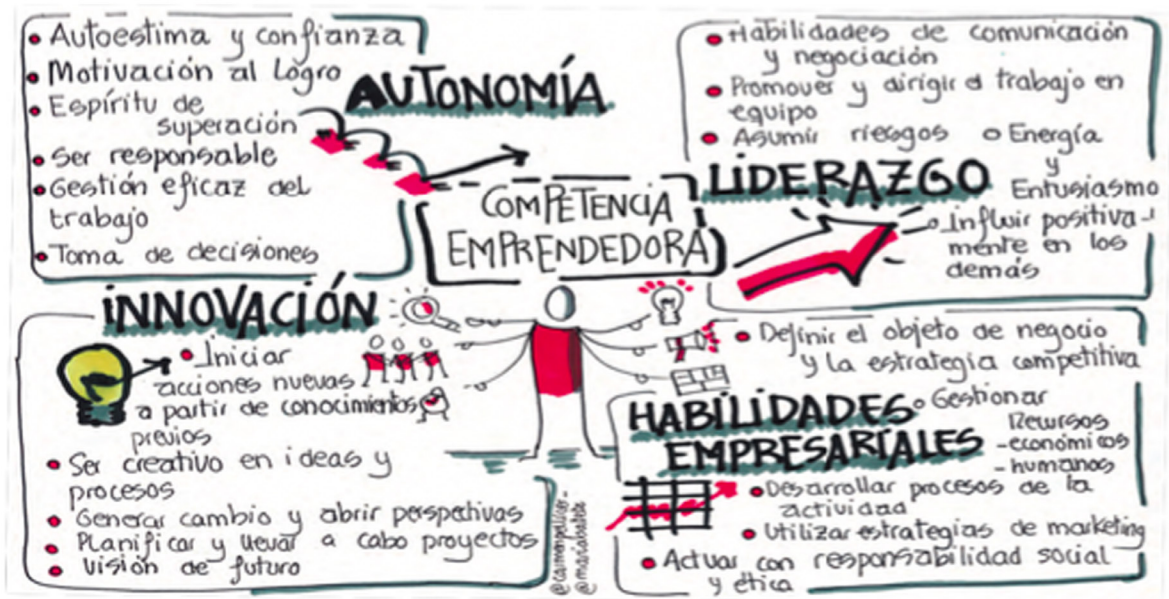 • Autoestima y confianza
• Motivación al Logro
• Espíritu de
superación
• Ser responsable
• Gestión eficaz del
trabajo
• Toma de decisiones
AUTONOMÍA
• Habilidades de comunicación
y negociación
• Promover y dirigir el trabajo en
equipo
• Asumir riesgos o Energía
y
Entusiasmo
LIDERAZGO
o Influir positiva-
mente en los
demás
COMPETENCIA
EMPRENDEDORA
INNOVACIÓN
• Iniciar
acciones nuevas
a partir de conocimientos
previos
• Ser creativo en ideas y
procesos
• Generar cambio y abrir perspectivas
• Planificar y llevar a cabo proyectos
• Visión de futuro
• Definir el objeto de negocio
y la estrategia competitiva
HABILIDADES
EMPRESARIALES
o Gestionar
Recursos
-económicos
-humanos
• Desarrollar procesos de la
actividad
• Utilizar estrategias de marketing
• Actuar con responsabilidad social
y ética